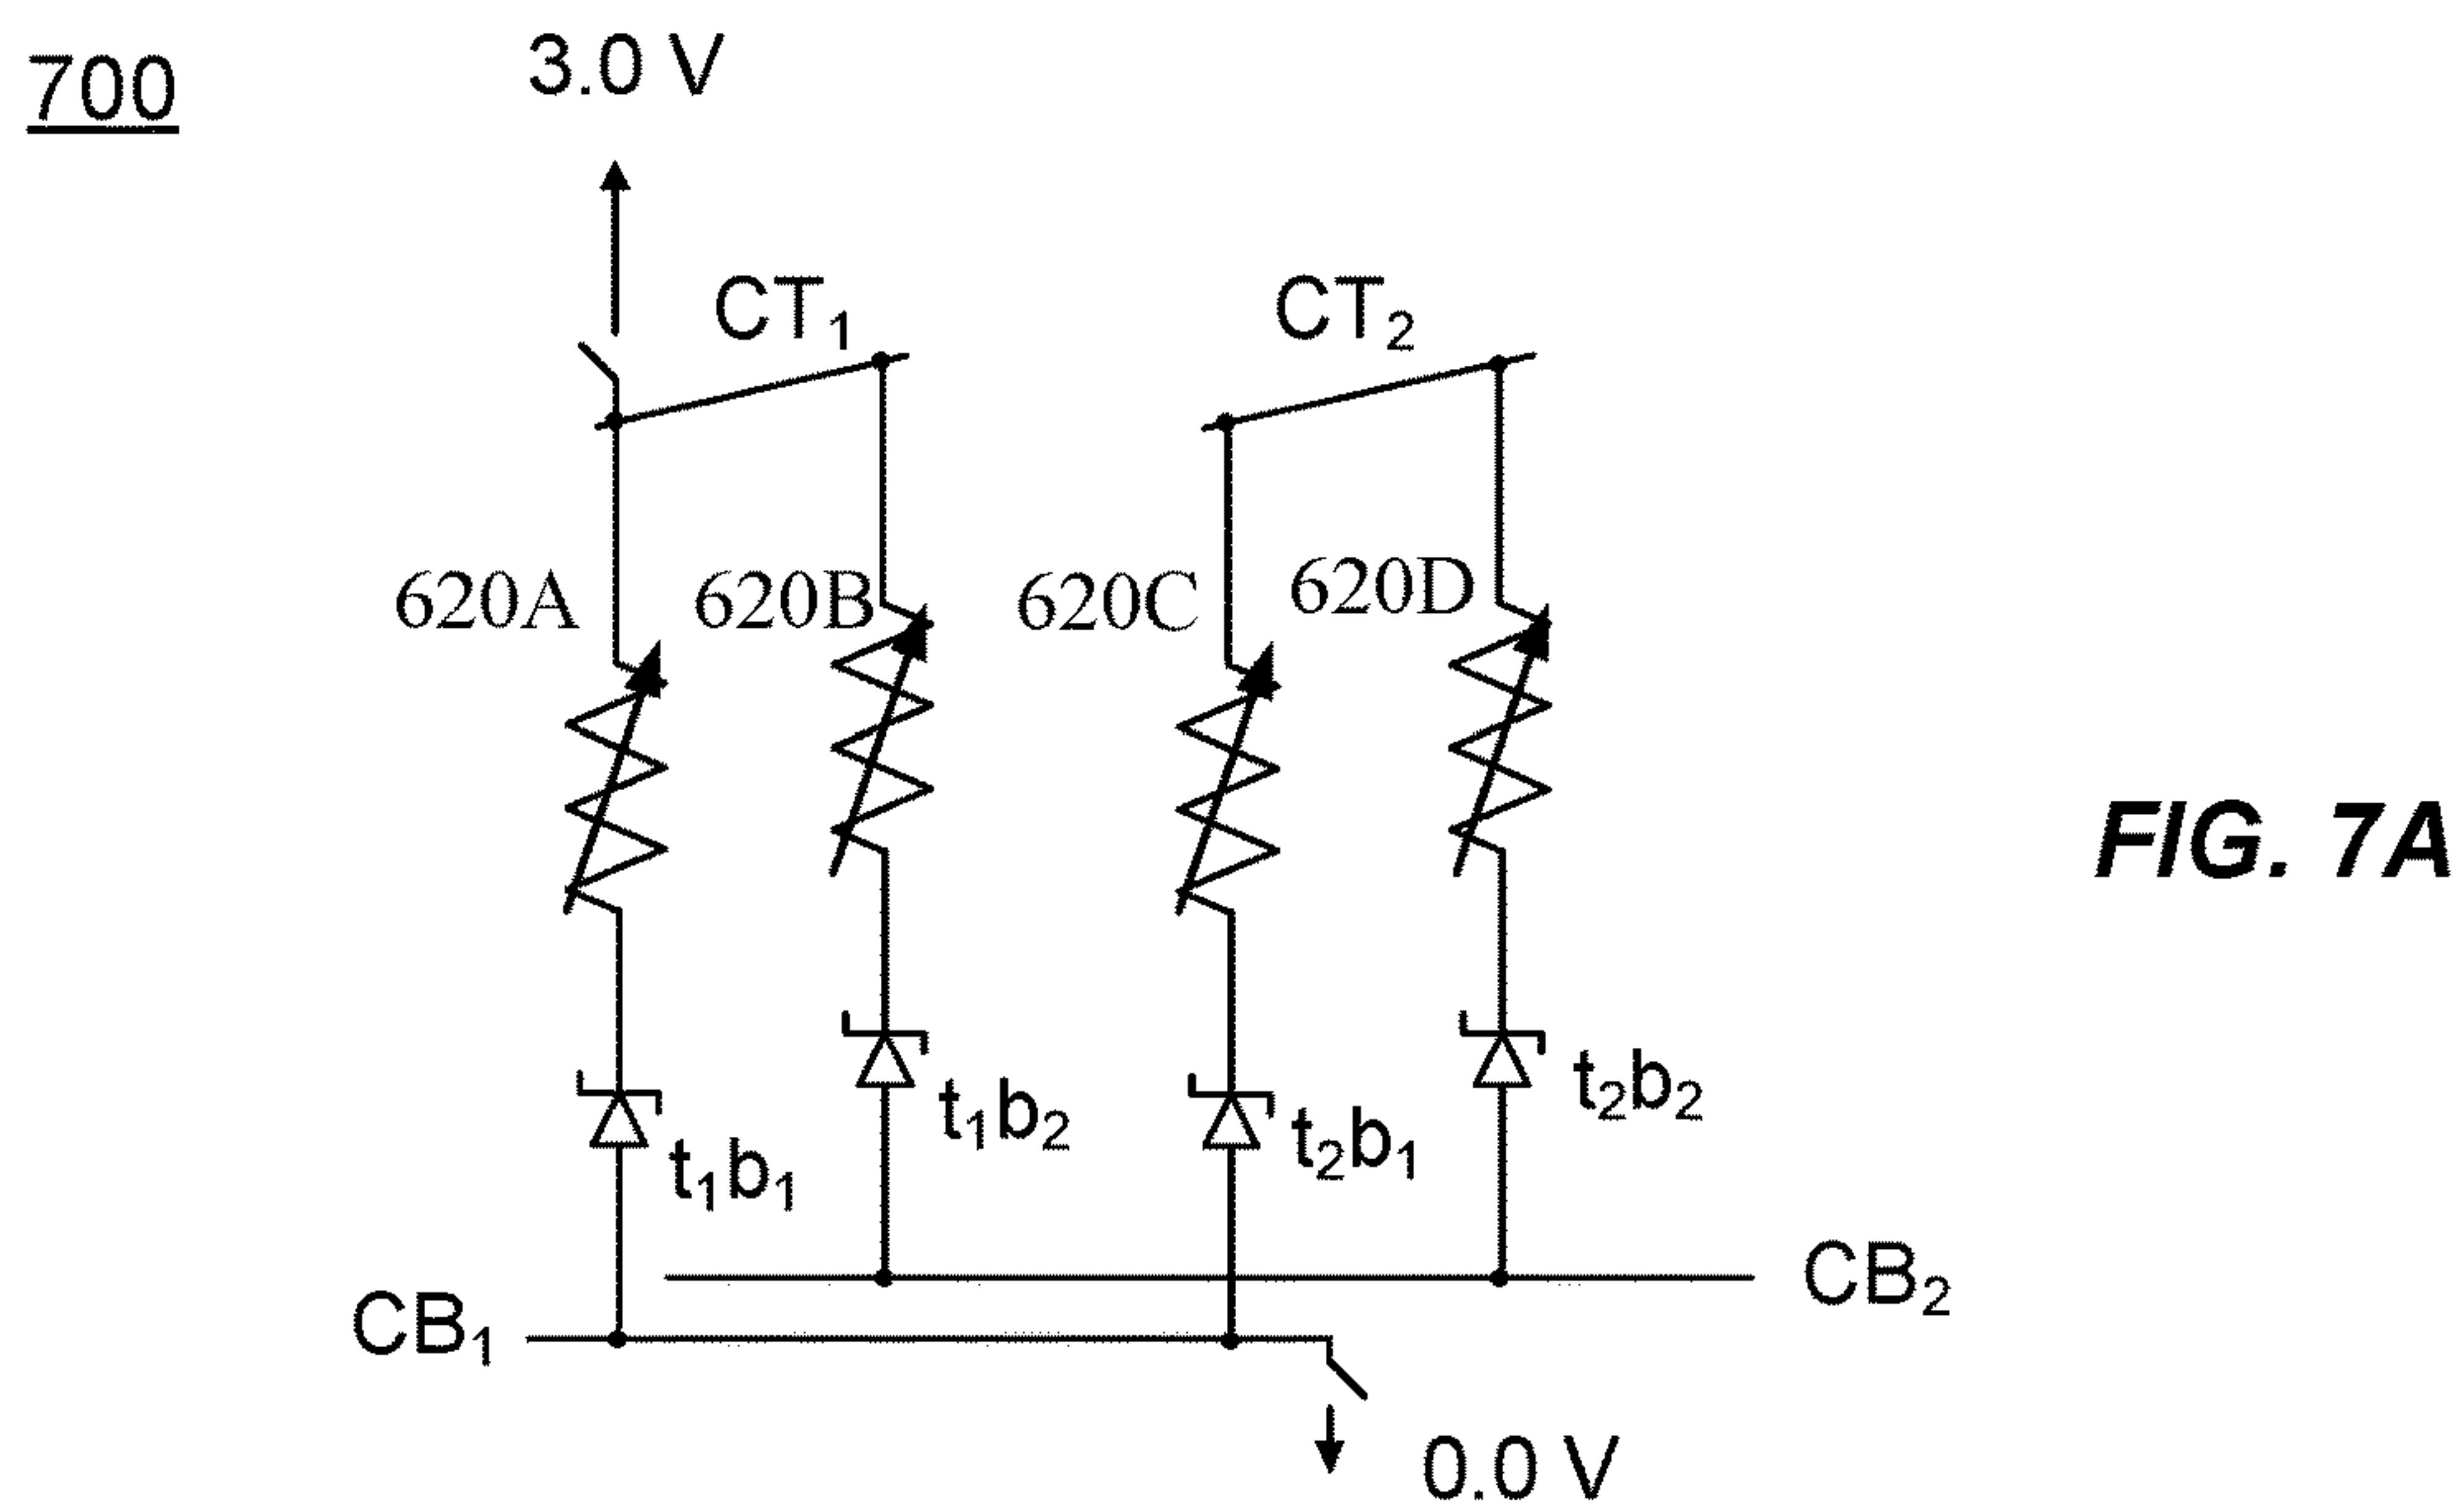 700
3.0 V
CT₁
CT₂
620A
620B
620C
620D
FIG. 7A
t₁b₁
t₁b₂
t₂b₁
t₂b₂
CB₂
CB₁
0.0 V